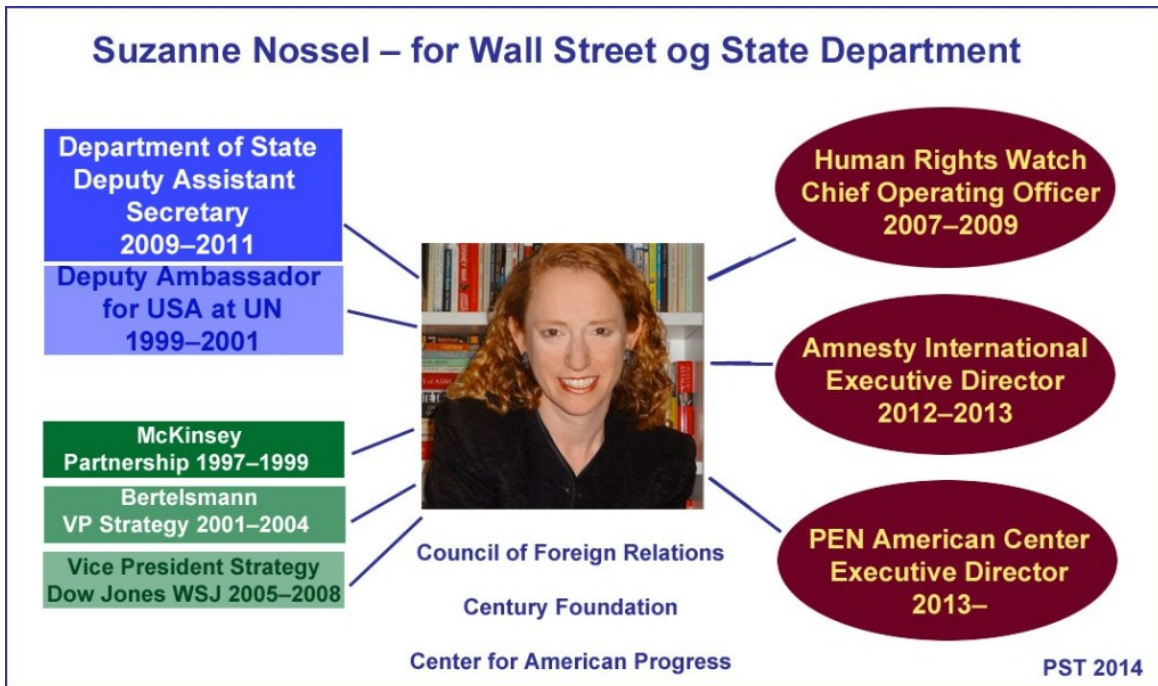 Suzanne Nossel – for Wall Street og State Department
Department of State
Deputy Assistant
Secretary
2009–2011
Deputy Ambassador
for USA at UN
1999–2001
McKinsey
Partnership 1997–1999
Bertelsmann
VP Strategy 2001–2004
Vice President Strategy
Dow Jones WSJ 2005–2008
Council of Foreign Relations
Century Foundation
Center for American Progress
Human Rights Watch
Chief Operating Officer
2007–2009
Amnesty International
Executive Director
2012–2013
PEN American Center
Executive Director
2013–
PST 2014